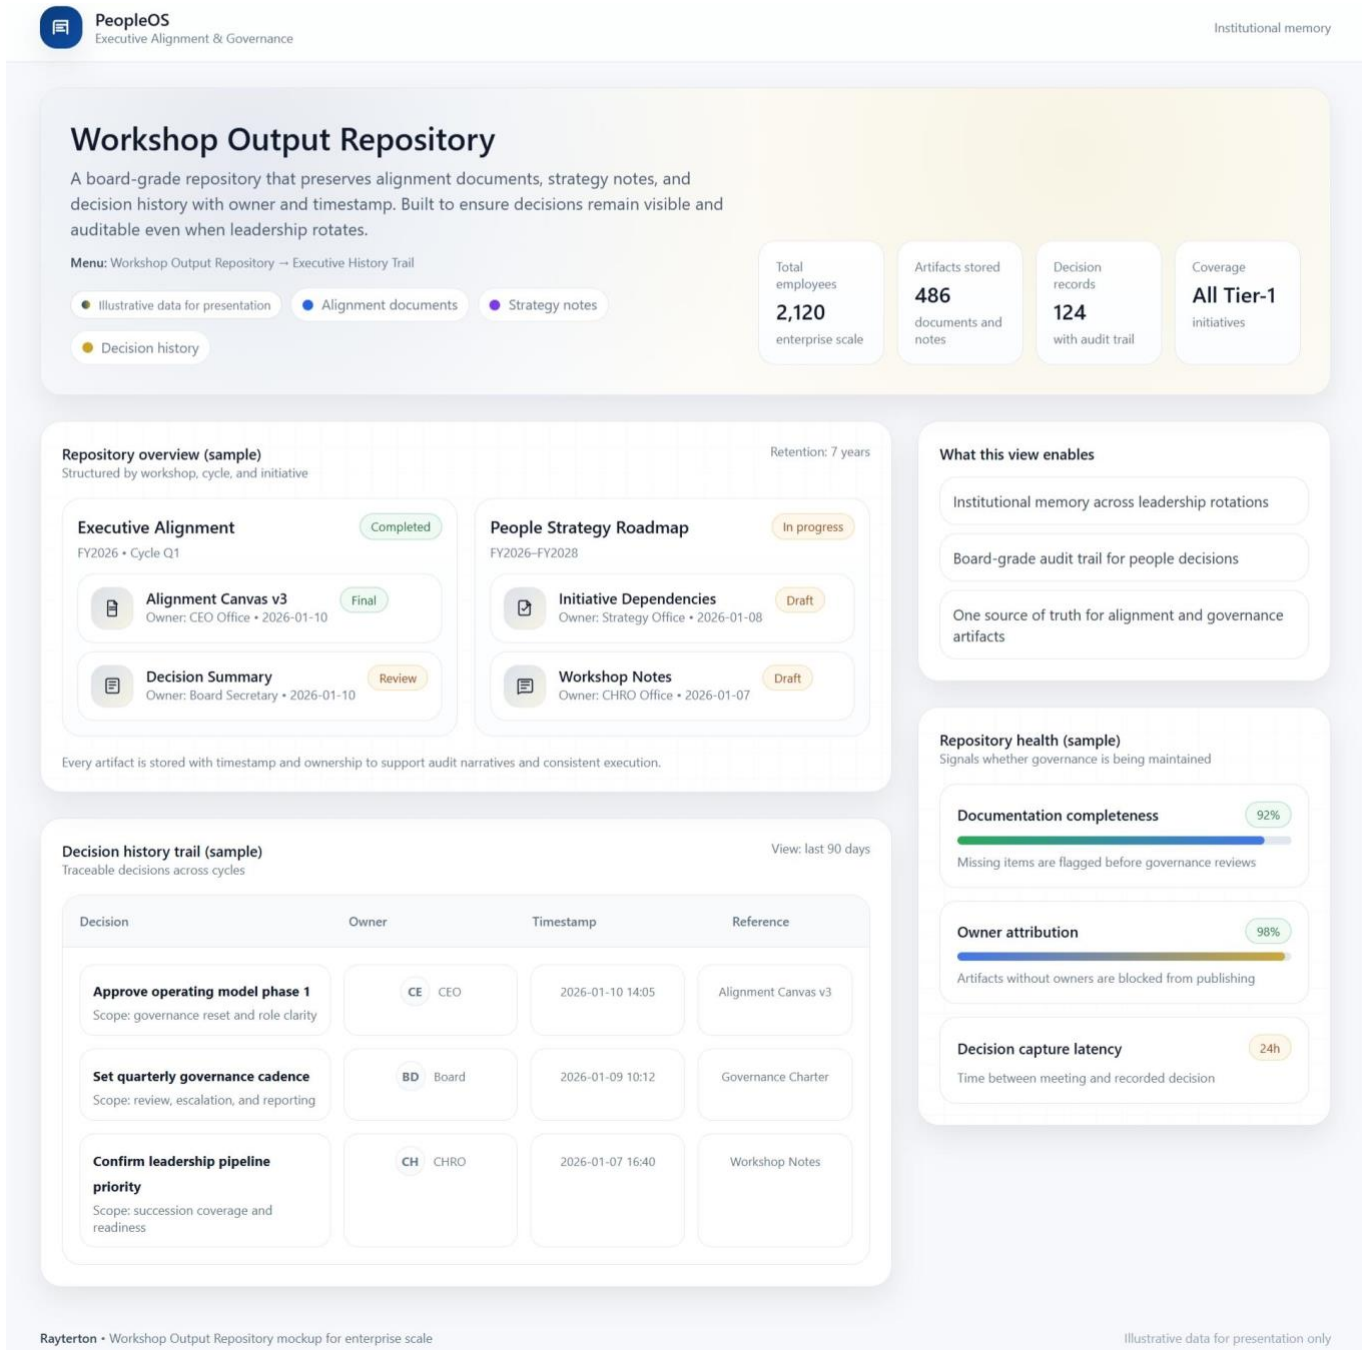 PeopleOS
Executive Alignment & Governance
Institutional memory
Workshop Output Repository
A board-grade repository that preserves alignment documents, strategy notes, and
decision history with owner and timestamp. Built to ensure decisions remain visible and
auditable even when leadership rotates.
Menu: Workshop Output Repository → Executive History Trail
Illustrative data for presentation
Alignment documents
Strategy notes
Decision history
Total
employees
2,120
enterprise scale
Artifacts stored
486
documents and
notes
Decision
records
124
with audit trail
Coverage
All Tier-1
initiatives
Repository overview (sample)
Structured by workshop, cycle, and initiative
Retention: 7 years
Executive Alignment
Completed
FY2026 • Cycle Q1
Alignment Canvas v3
Owner: CEO Office • 2026-01-10
Final
Decision Summary
Owner: Board Secretary • 2026-01-10
Review
People Strategy Roadmap
In progress
FY2026–FY2028
Initiative Dependencies
Owner: Strategy Office • 2026-01-08
Draft
Workshop Notes
Owner: CHRO Office • 2026-01-07
Draft
Every artifact is stored with timestamp and ownership to support audit narratives and consistent execution.
What this view enables
Institutional memory across leadership rotations
Board-grade audit trail for people decisions
One source of truth for alignment and governance
artifacts
Repository health (sample)
Signals whether governance is being maintained
Documentation completeness
92%
Missing items are flagged before governance reviews
Owner attribution
98%
Artifacts without owners are blocked from publishing
Decision capture latency
24h
Time between meeting and recorded decision
Decision history trail (sample)
Traceable decisions across cycles
View: last 90 days
Decision
Owner
Timestamp
Reference
Approve operating model phase 1
Scope: governance reset and role clarity
CE CEO
2026-01-10 14:05
Alignment Canvas v3
Set quarterly governance cadence
Scope: review, escalation, and reporting
BD Board
2026-01-09 10:12
Governance Charter
Confirm leadership pipeline
priority
Scope: succession coverage and
readiness
CH CHRO
2026-01-07 16:40
Workshop Notes
Rayterton • Workshop Output Repository mockup for enterprise scale
Illustrative data for presentation only